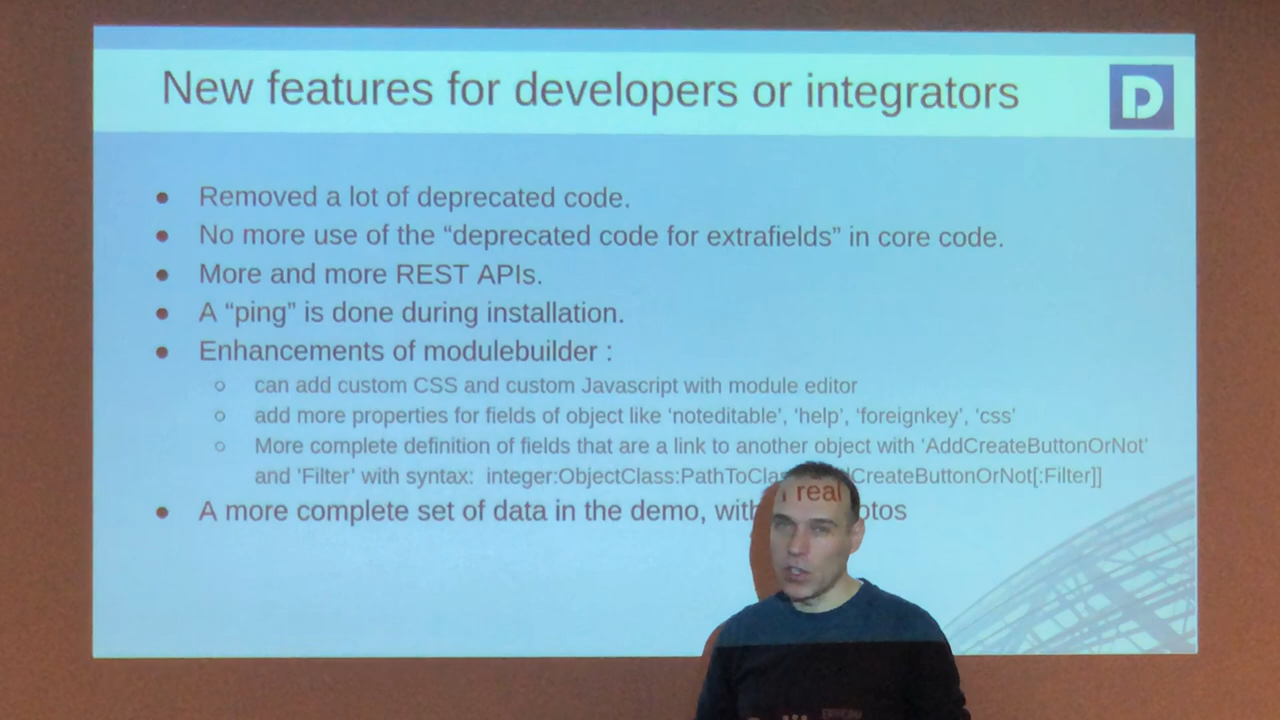 New features for developers or integrators
D
● Removed a lot of deprecated code.
● No more use of the “deprecated code for extrafields” in core code.
● More and more REST APIs.
● A “ping” is done during installation.
● Enhancements of modulebuilder :
○ can add custom CSS and custom Javascript with module editor
○ add more properties for fields of object like ‘noteditable’, ‘help’, ‘foreignkey’, ‘css’
○ More complete definition of fields that are a link to another object with 'AddCreateButtonOrNot'
and 'Filter' with syntax: integer:ObjectClass:PathToClas dCreateButtonOrNot[:Filter]]
● A more complete set of data in the demo, with real otos